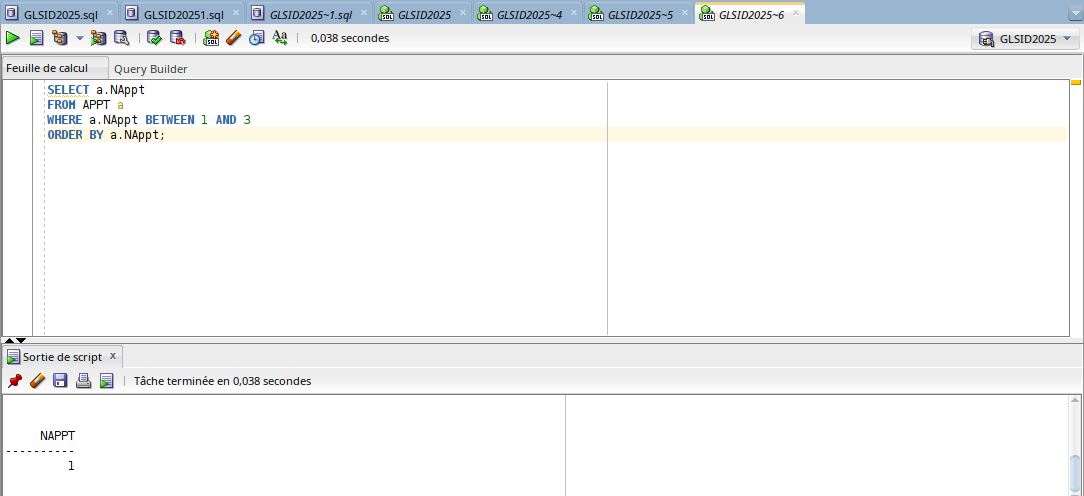 GLSID2025.sql GLSID20251.sql GLSID2025~1.sql GLSID2025 GLSID2025~4 GLSID2025~5 GLSID2025~6
0,038 secondes GLSID2025
Feuille de calcul Query Builder
SELECT a.NAppt
FROM APPT a
WHERE a.NAppt BETWEEN 1 AND 3
ORDER BY a.NAppt;
Sortie de script x
Tâche terminée en 0,038 secondes
NAPPT
----------
1